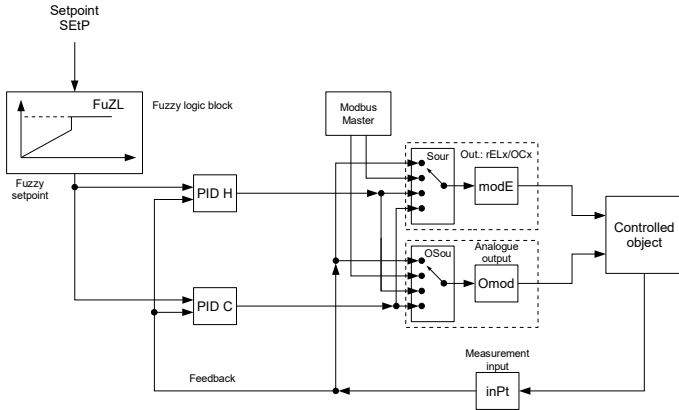 Setpoint
SEtP
FuZL
Fuzzy logic block
Modbus
Master
Sour
Out.: rELx/OCx
Fuzzy
setpoint
PID H
modE
Controlled
object
OSou
Analogue
output
PID C
Omod
Measurement
input
Feedback
inPt